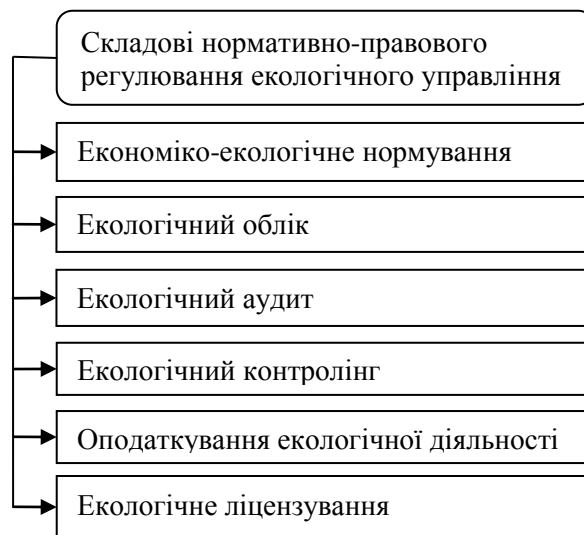 Складові нормативно-правового
регулювання екологічного управління
Економіко-екологічне нормування
Екологічний облік
Екологічний аудит
Екологічний контролінг
Оподаткування екологічної діяльності
Екологічне ліцензування